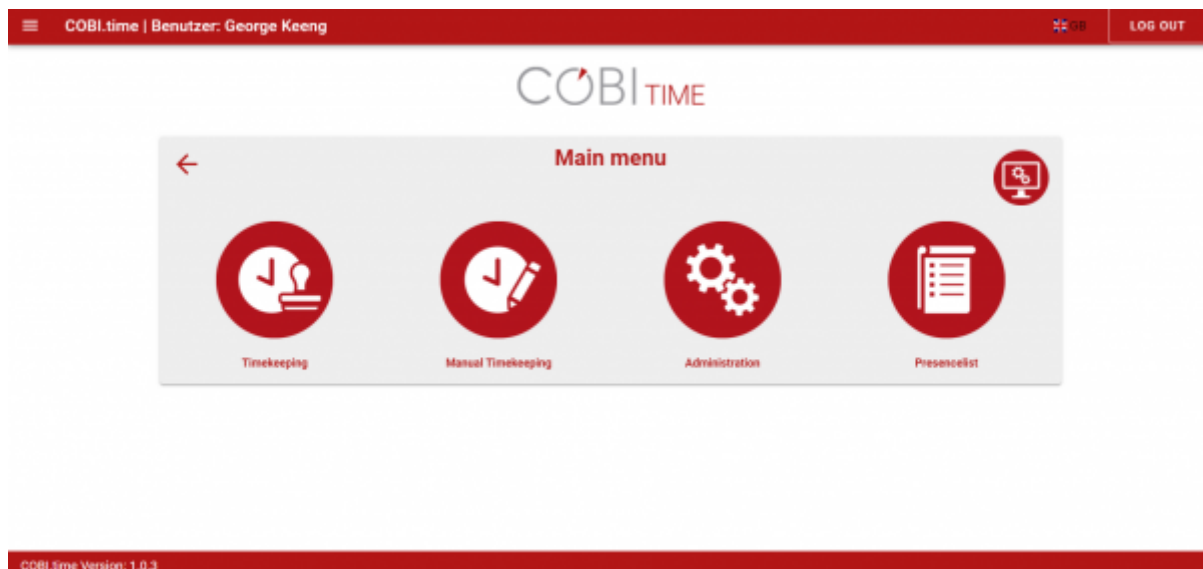 COBI.time | Benutzer: George Keeng
GB
LOG OUT
COBI TIME
Main menu
Timekeeping
Manual Timekeeping
Administration
Presencelist
COBI.time Version: 1.0.3